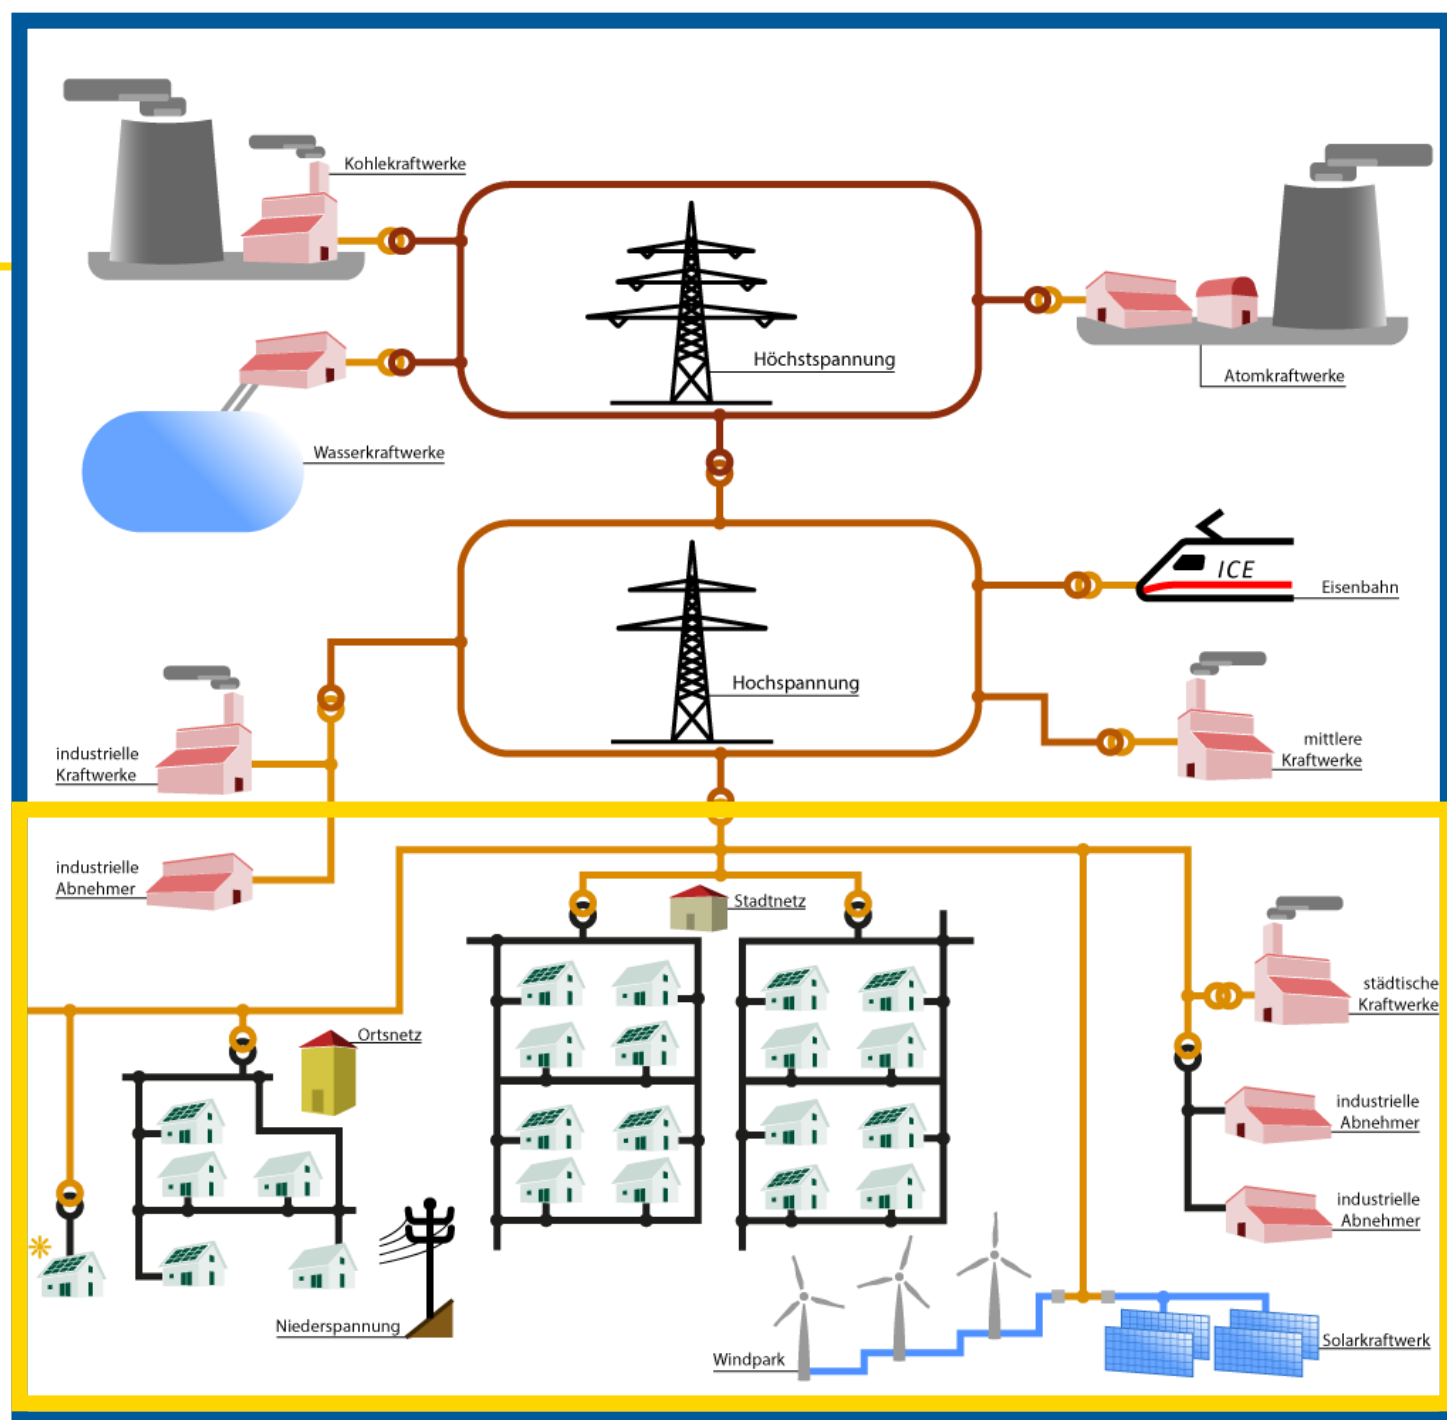 Kohlekraftwerke
Höchstspannung
Atomkraftwerke
Wasserkraftwerke
ICE
Eisenbahn
Hochspannung
industrielle
Kraftwerke
mittlere
Kraftwerke
industrielle
Abnehmer
Stadtnetz
städtische
Kraftwerke
Ortsnetz
industrielle
Abnehmer
industrielle
Abnehmer
Niederspannung
Windpark
Solarkraftwerk